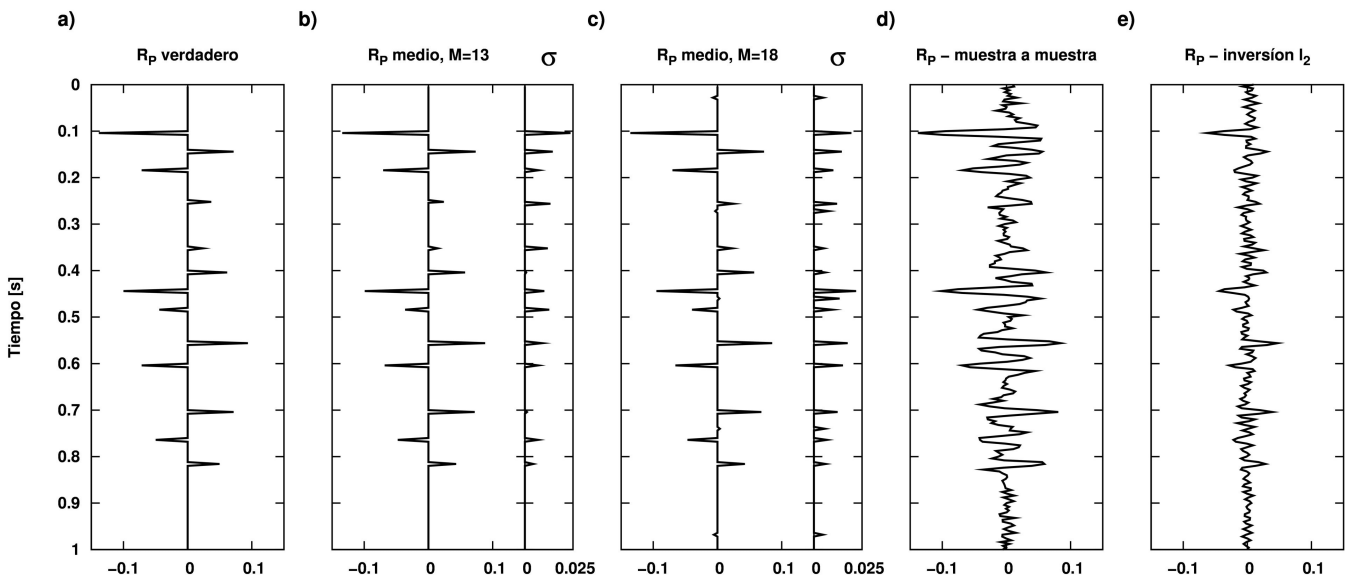 a) b) c) d) e)
R_P verdadero R_P medio, M=13 σ R_P medio, M=18 σ R_P − muestra a muestra R_P − inversíon l_2
Tiempo [s]
0
0.1
0.2
0.3
0.4
0.5
0.6
0.7
0.8
0.9
1
−0.1 0 0.1 −0.1 0 0.1 0 0.025 −0.1 0 0.1 0 0.025 −0.1 0 0.1 −0.1 0 0.1